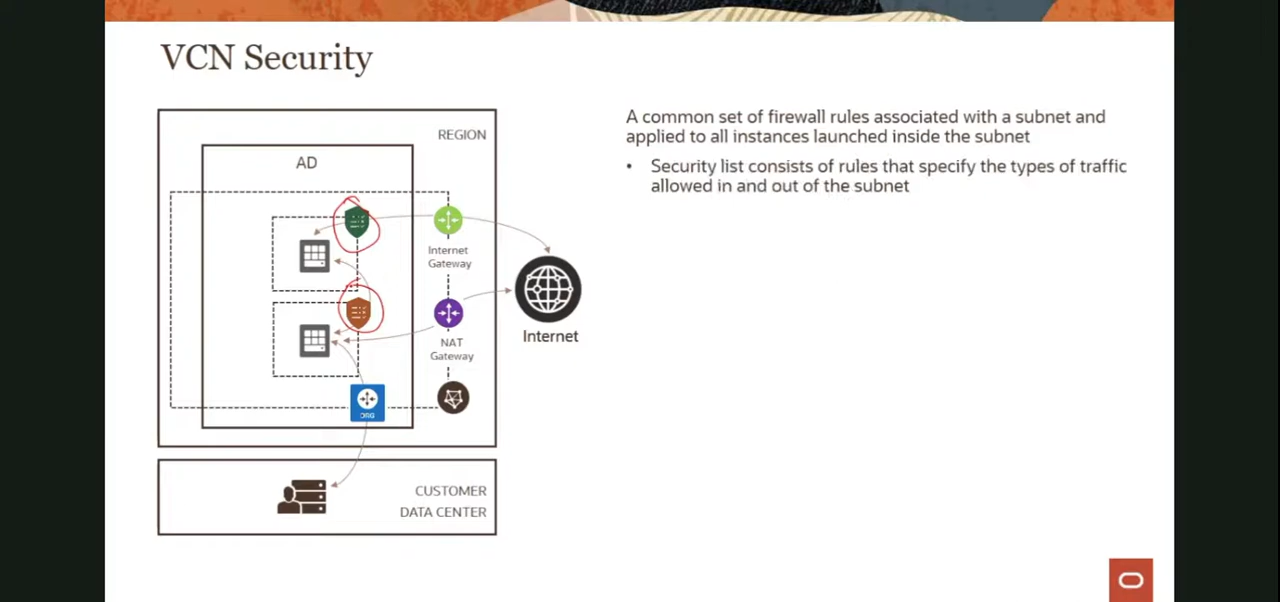 VCN Security
REGION
AD
Internet
Gateway
NAT
Gateway
DRG
Internet
CUSTOMER
DATA CENTER
A common set of firewall rules associated with a subnet and
applied to all instances launched inside the subnet
• Security list consists of rules that specify the types of traffic
allowed in and out of the subnet